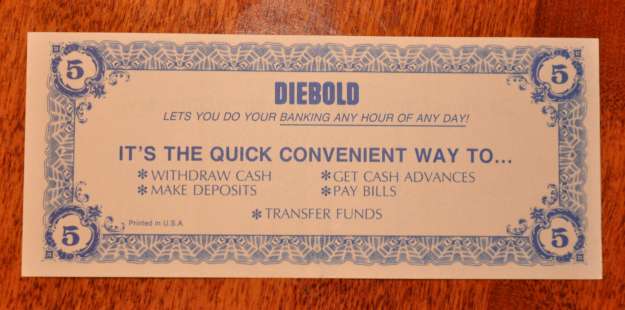 5 5
DIEBOLD
LETS YOU DO YOUR BANKING ANY HOUR OF ANY DAY!
IT'S THE QUICK CONVENIENT WAY TO...
*WITHDRAW CASH *GET CASH ADVANCES
*MAKE DEPOSITS *PAY BILLS
*TRANSFER FUNDS
Printed in U.S.A
5 5